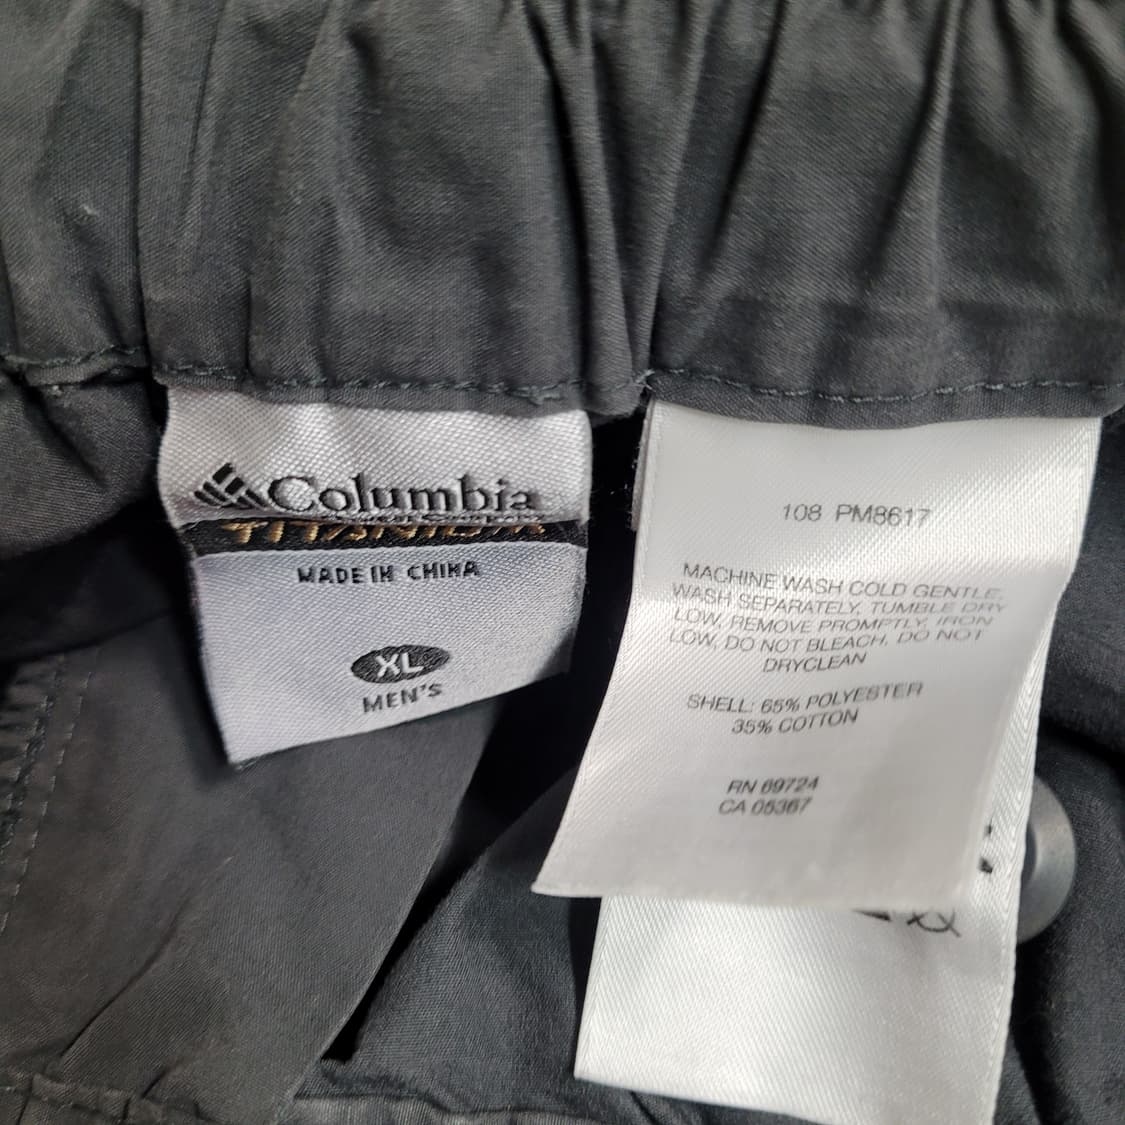 Columbia
TITANIUM
MADE IN CHINA
XL
MEN'S
108 PM8617
MACHINE WASH COLD GENTLE,
WASH SEPARATELY, TUMBLE DRY
LOW, REMOVE PROMPTLY, IRON
LOW, DO NOT BLEACH, DO NOT
DRYCLEAN
SHELL: 65% POLYESTER
35% COTTON
RN 69724
CA 05367